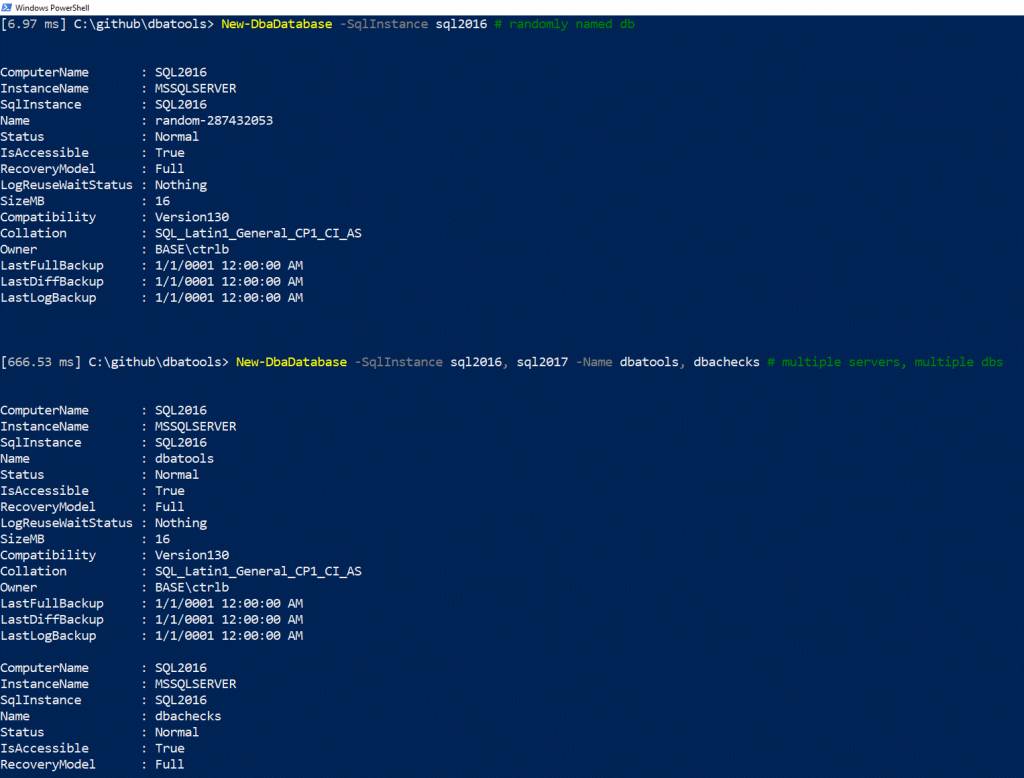 Windows PowerShell
[6.97 ms] C:\github\dbatools> New-DbaDatabase -SqlInstance sql2016 # randomly named db
ComputerName : SQL2016
InstanceName : MSSQLSERVER
SqlInstance : SQL2016
Name : random-287432053
Status : Normal
IsAccessible : True
RecoveryModel : Full
LogReuseWaitStatus : Nothing
SizeMB : 16
Compatibility : Version130
Collation : SQL_Latin1_General_CP1_CI_AS
Owner : BASE\ctrlb
LastFullBackup : 1/1/0001 12:00:00 AM
LastDiffBackup : 1/1/0001 12:00:00 AM
LastLogBackup : 1/1/0001 12:00:00 AM
[666.53 ms] C:\github\dbatools> New-DbaDatabase -SqlInstance sql2016, sql2017 -Name dbatools, dbachecks # multiple servers, multiple dbs
ComputerName : SQL2016
InstanceName : MSSQLSERVER
SqlInstance : SQL2016
Name : dbatools
Status : Normal
IsAccessible : True
RecoveryModel : Full
LogReuseWaitStatus : Nothing
SizeMB : 16
Compatibility : Version130
Collation : SQL_Latin1_General_CP1_CI_AS
Owner : BASE\ctrlb
LastFullBackup : 1/1/0001 12:00:00 AM
LastDiffBackup : 1/1/0001 12:00:00 AM
LastLogBackup : 1/1/0001 12:00:00 AM
ComputerName : SQL2016
InstanceName : MSSQLSERVER
SqlInstance : SQL2016
Name : dbachecks
Status : Normal
IsAccessible : True
RecoveryModel : Full